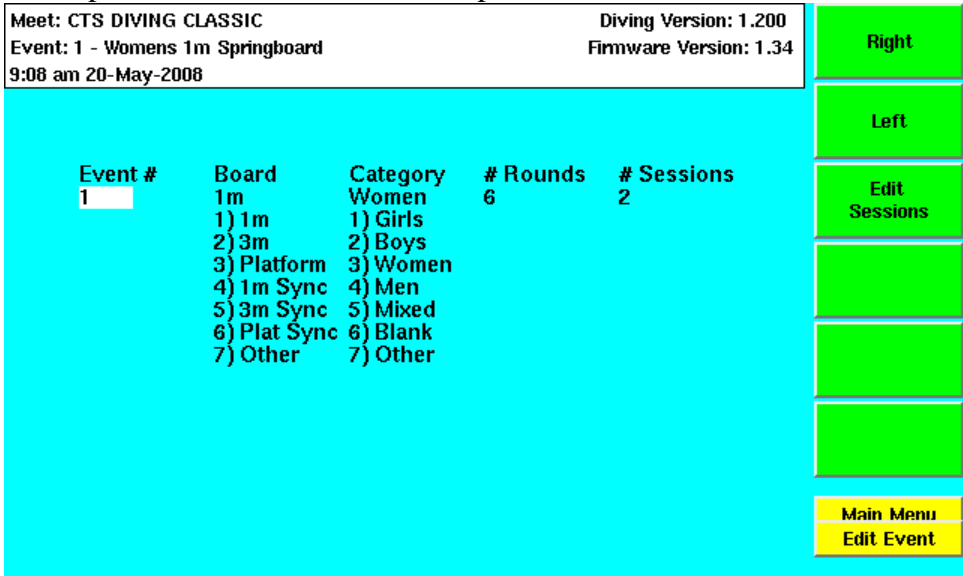 Meet: CTS DIVING CLASSIC
Diving Version: 1.200
Event: 1 - Womens 1m Springboard
Firmware Version: 1.34
9:08 am 20-May-2008
Right
Left
Edit
Sessions
Event # Board Category # Rounds # Sessions
1 1m Women 6 2
1) 1m 1) Girls
2) 3m 2) Boys
3) Platform 3) Women
4) 1m Sync 4) Men
5) 3m Sync 5) Mixed
6) Plat Sync 6) Blank
7) Other 7) Other
Main Menu
Edit Event